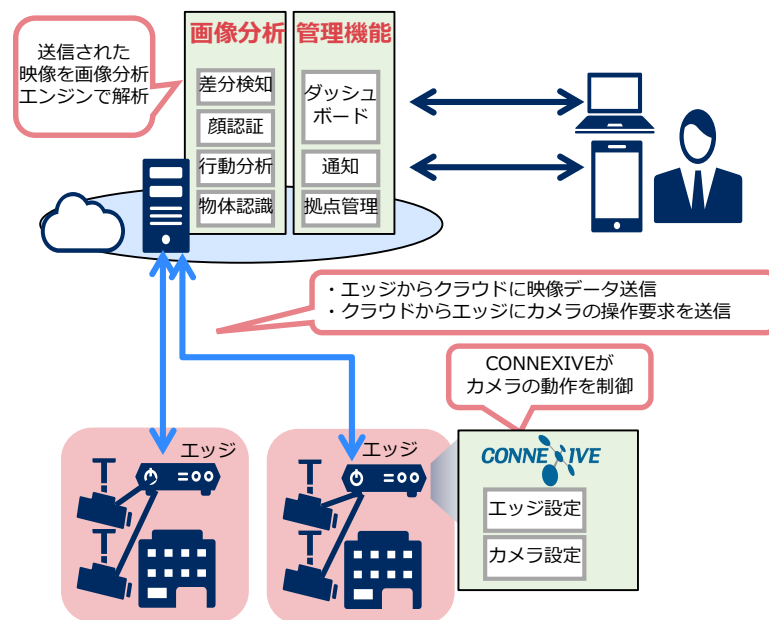 送信された
映像を画像分析
エンジンで解析
画像分析
差分検知
顔認証
行動分析
物体認識
管理機能
ダッシュ
ボード
通知
拠点管理
・エッジからクラウドに映像データ送信
・クラウドからエッジにカメラの操作要求を送信
CONNEXIVEが
カメラの動作を制御
エッジ
エッジ
CONNEXIVE
エッジ設定
カメラ設定